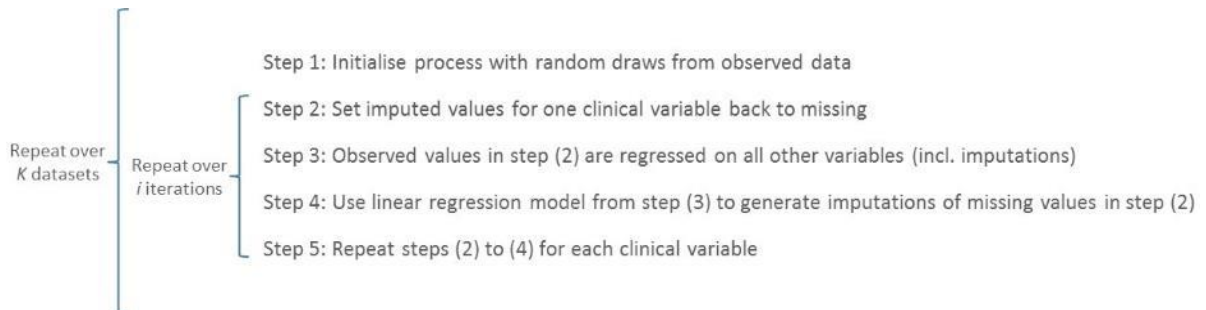 Step 1: Initialise process with random draws from observed data
Step 2: Set imputed values for one clinical variable back to missing
Repeat over
K datasets
Repeat over
i iterations
Step 3: Observed values in step (2) are regressed on all other variables (incl. imputations)
Step 4: Use linear regression model from step (3) to generate imputations of missing values in step (2)
Step 5: Repeat steps (2) to (4) for each clinical variable